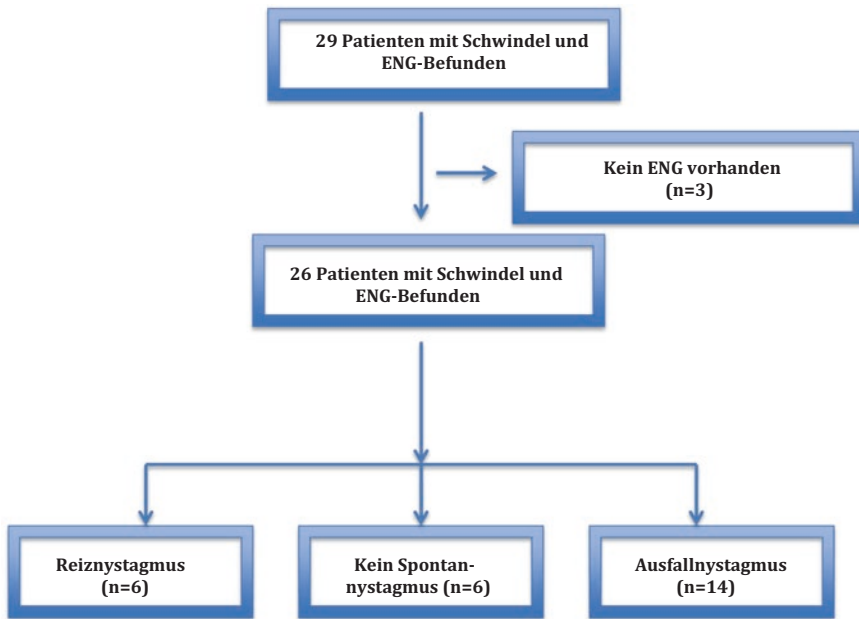 29 Patienten mit Schwindel und
ENG-Befunden
Kein ENG vorhanden
(n=3)
26 Patienten mit Schwindel und
ENG-Befunden
Reiznystagmus
(n=6)
Kein Spontan-
nystagmus (n=6)
Ausfallnystagmus
(n=14)